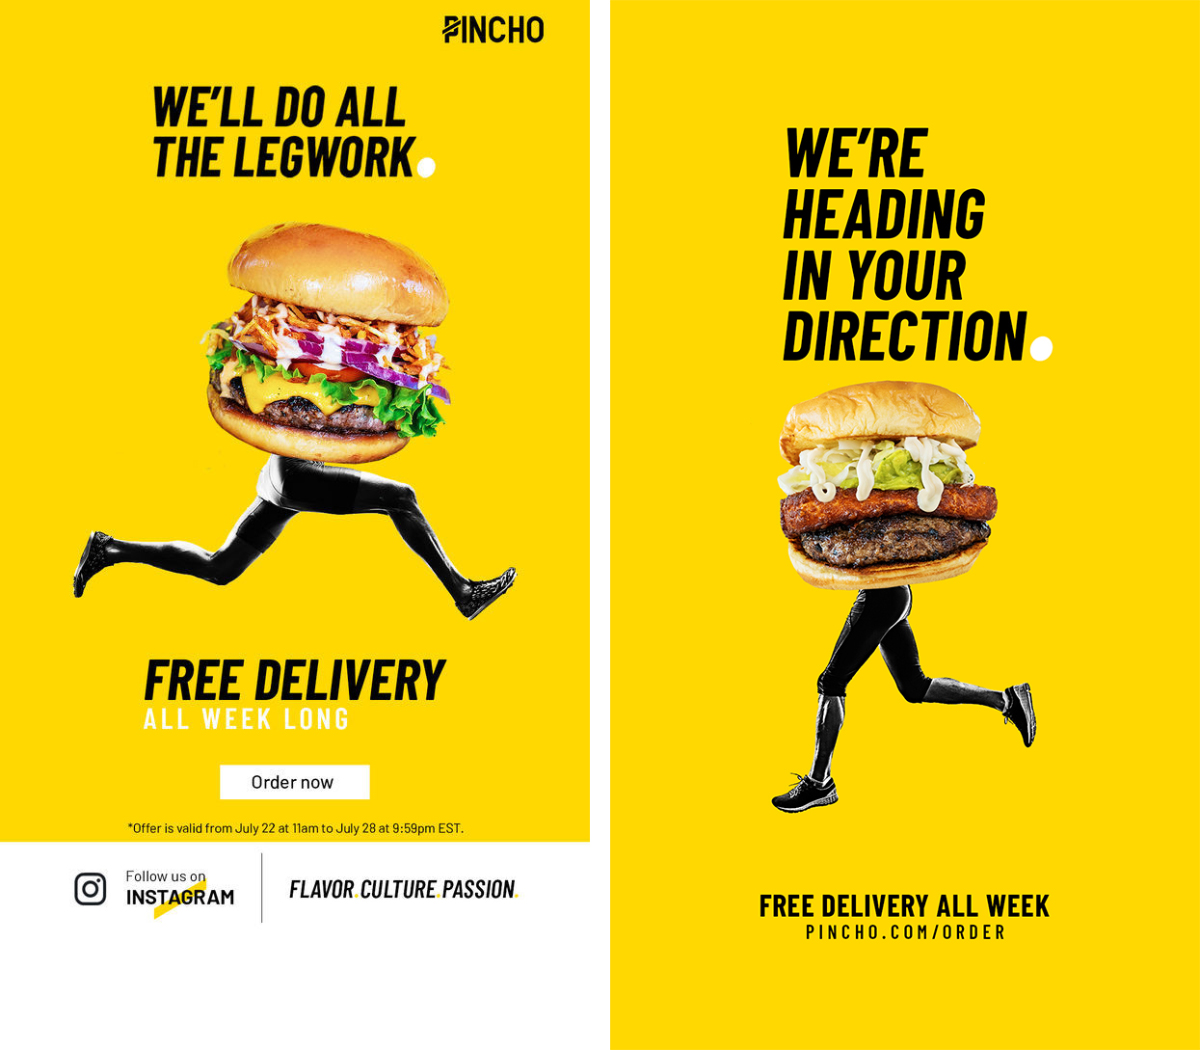 PINCHO
WE'LL DO ALL
THE LEGWORK.
FREE DELIVERY
ALL WEEK LONG
Order now
*Offer is valid from July 22 at 11am to July 28 at 9:59pm EST.
Follow us on
INSTAGRAM
FLAVOR.CULTURE.PASSION.
WE'RE
HEADING
IN YOUR
DIRECTION.
FREE DELIVERY ALL WEEK
PINCHO.COM/ORDER